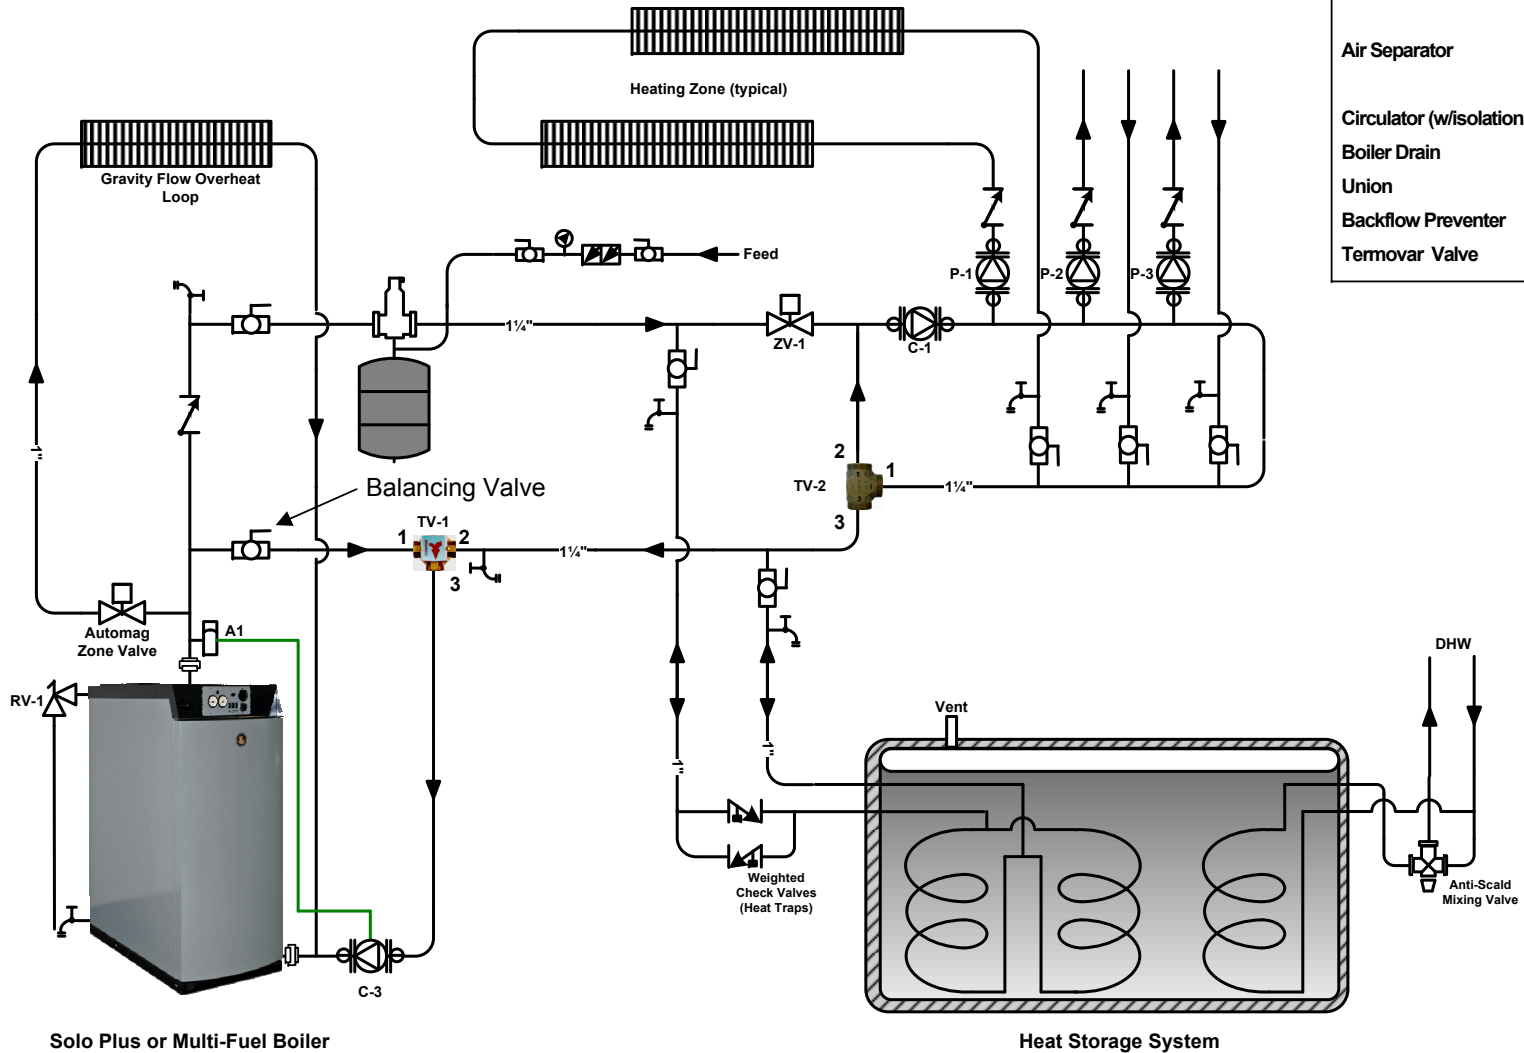 Air Separator
Circulator (w/isolation
Boiler Drain
Union
Backflow Preventer
Termovar Valve
Heating Zone (typical)
Gravity Flow Overheat
Loop
Feed
P-1
P-2
P-3
1¼"
ZV-1
C-1
1"
2
1
TV-2
1¼"
3
Balancing Valve
TV-1
1
2
1¼"
3
Automag
Zone Valve
A1
RV-1
DHW
Vent
1"
1"
Weighted
Check Valves
(Heat Traps)
Anti-Scald
Mixing Valve
C-3
Solo Plus or Multi-Fuel Boiler
Heat Storage System